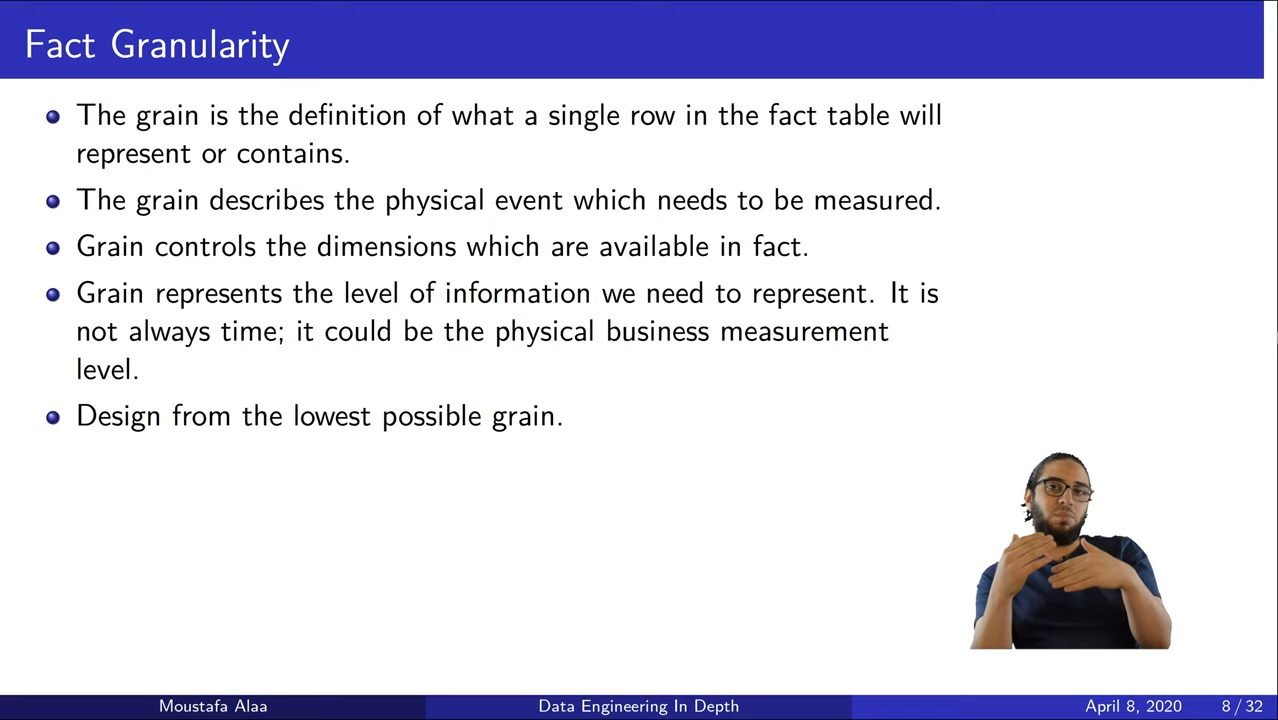 Fact Granularity
The grain is the definition of what a single row in the fact table will
represent or contains.
The grain describes the physical event which needs to be measured.
Grain controls the dimensions which are available in fact.
Grain represents the level of information we need to represent. It is
not always time; it could be the physical business measurement
level.
Design from the lowest possible grain.
Moustafa Alaa Data Engineering In Depth April 8, 2020 8 / 32